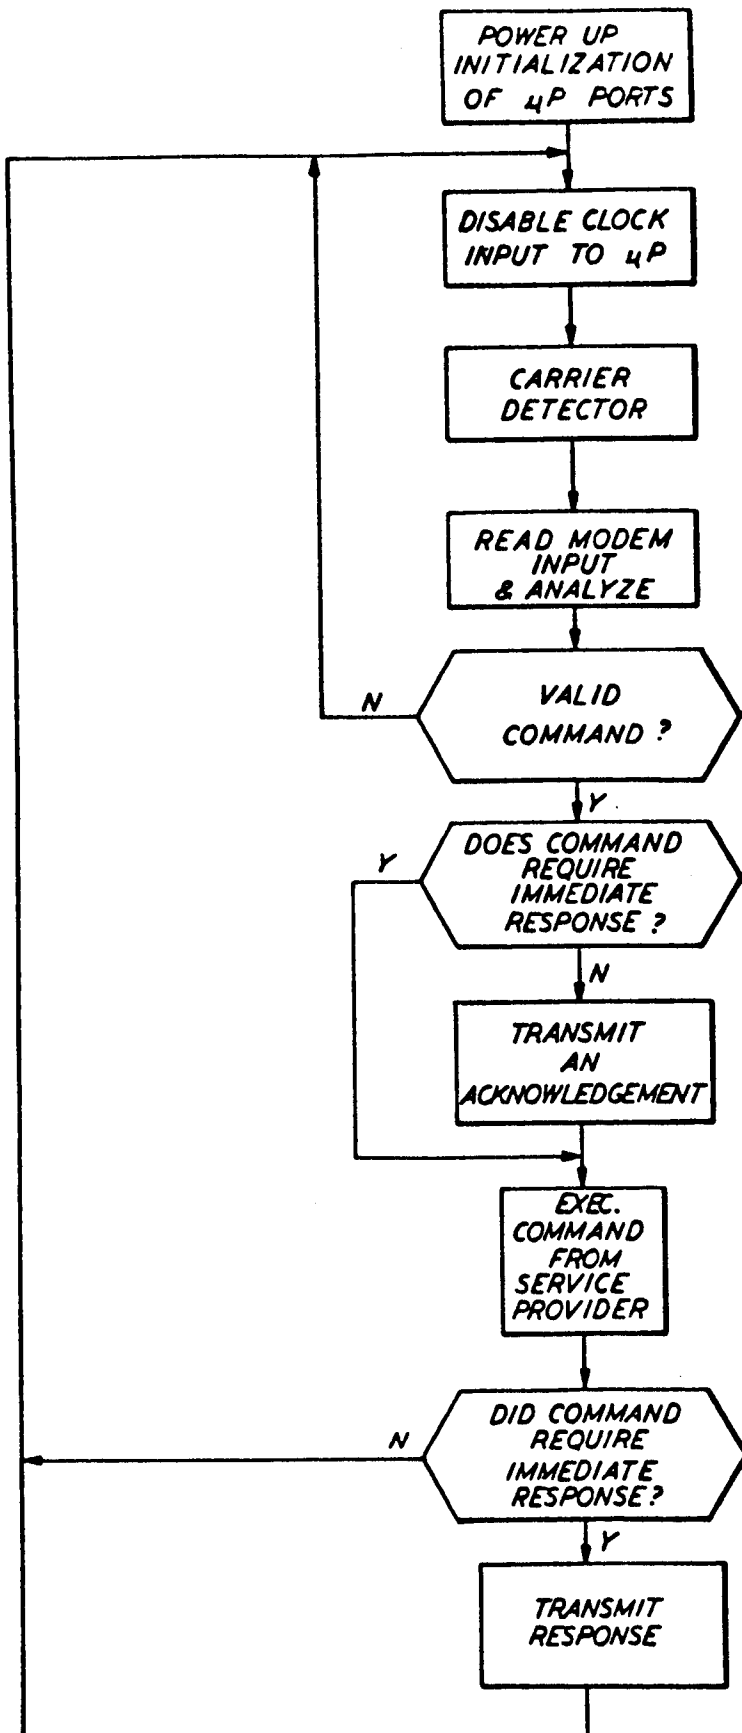 POWER UP
INITIALIZATION
OF µP PORTS
DISABLE CLOCK
INPUT TO µP
CARRIER
DETECTOR
READ MODEM
INPUT
& ANALYZE
N
VALID
COMMAND ?
Y
Y
DOES COMMAND
REQUIRE
IMMEDIATE
RESPONSE ?
N
TRANSMIT
AN
ACKNOWLEDGEMENT
EXEC.
COMMAND
FROM
SERVICE
PROVIDER
N
DID COMMAND
REQUIRE
IMMEDIATE
RESPONSE?
Y
TRANSMIT
RESPONSE